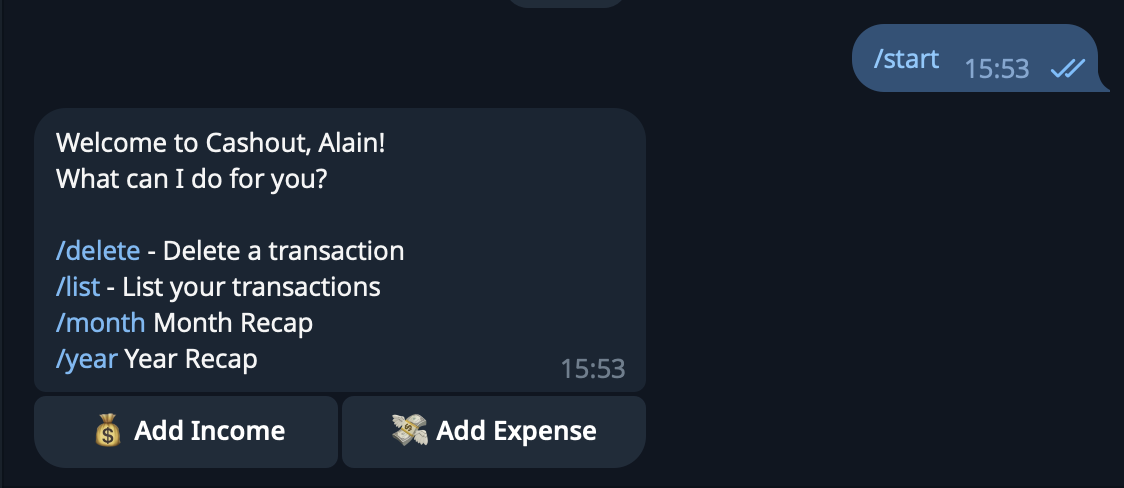 /start 15:53
Welcome to Cashout, Alain!
What can I do for you?
/delete - Delete a transaction
/list - List your transactions
/month Month Recap
/year Year Recap
15:53
Add Income
Add Expense